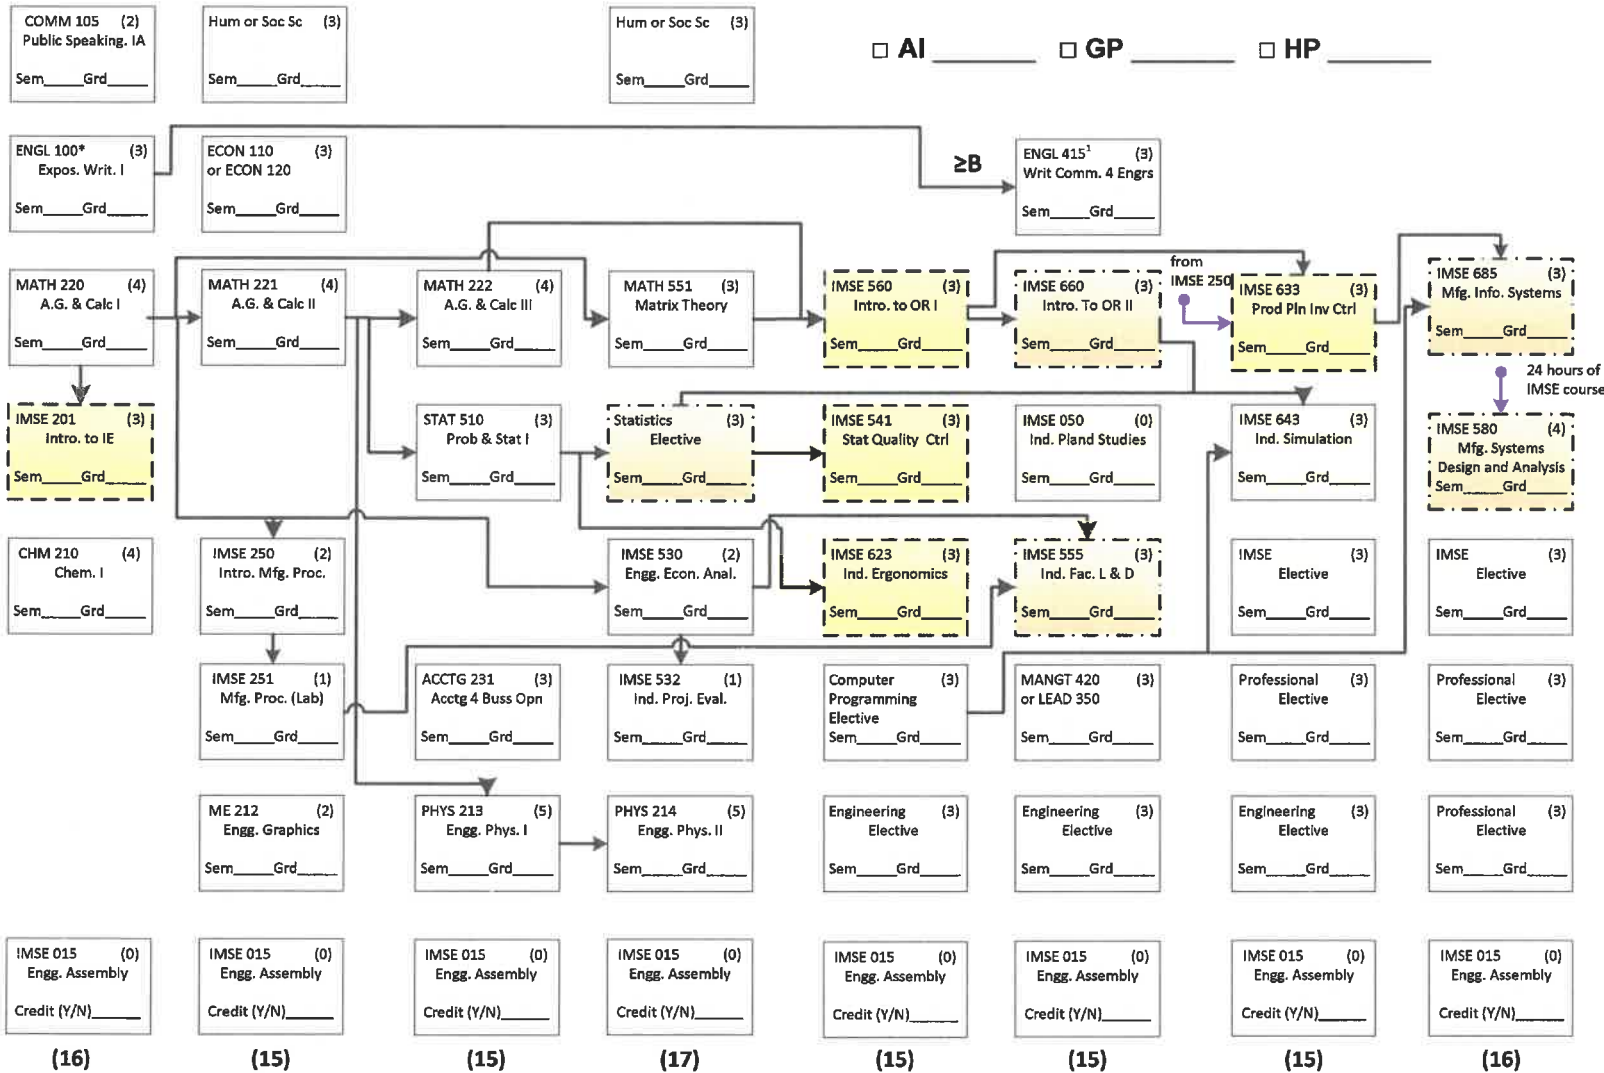 COMM 105 (2)
Public Speaking. IA
Sem_____Grd_____
Hum or Soc Sc (3)
Sem_____Grd_____
Hum or Soc Sc (3)
Sem_____Grd_____
□ AI ________ □ GP ________ □ HP ________
ENGL 100* (3)
Expos. Writ. I
Sem_____Grd_____
ECON 110 (3)
or ECON 120
Sem_____Grd_____
≥B
ENGL 415¹ (3)
Writ Comm. 4 Engrs
Sem_____Grd_____
MATH 220 (4)
A.G. & Calc I
Sem_____Grd_____
MATH 221 (4)
A.G. & Calc II
Sem_____Grd_____
MATH 222 (4)
A.G. & Calc III
Sem_____Grd_____
MATH 551 (3)
Matrix Theory
Sem_____Grd_____
IMSE 560 (3)
Intro. to OR I
Sem_____Grd_____
IMSE 660 (3)
Intro. To OR II
Sem_____Grd_____
from
IMSE 250
IMSE 633 (3)
Prod Pln Inv Ctrl
Sem_____Grd_____
IMSE 685 (3)
Mfg. Info. Systems
Sem_____Grd_____
24 hours of
IMSE course
IMSE 201 (3)
Intro. to IE
Sem_____Grd_____
STAT 510 (3)
Prob & Stat I
Sem_____Grd_____
Statistics (3)
Elective
Sem_____Grd_____
IMSE 541 (3)
Stat Quality Ctrl
Sem_____Grd_____
IMSE 050 (0)
Ind. Pland Studies
Sem_____Grd_____
IMSE 643 (3)
Ind. Simulation
Sem_____Grd_____
IMSE 580 (4)
Mfg. Systems
Design and Analysis
Sem_____Grd_____
CHM 210 (4)
Chem. I
Sem_____Grd_____
IMSE 250 (2)
Intro. Mfg. Proc.
Sem_____Grd_____
IMSE 530 (2)
Engg. Econ. Anal.
Sem_____Grd_____
IMSE 623 (3)
Ind. Ergonomics
Sem_____Grd_____
IMSE 555 (3)
Ind. Fac. L & D
Sem_____Grd_____
IMSE (3)
Elective
Sem_____Grd_____
IMSE (3)
Elective
Sem_____Grd_____
IMSE 251 (1)
Mfg. Proc. (Lab)
Sem_____Grd_____
ACCTG 231 (3)
Acctg 4 Buss Opn
Sem_____Grd_____
IMSE 532 (1)
Ind. Proj. Eval.
Sem_____Grd_____
Computer (3)
Programming
Elective
Sem_____Grd_____
MANGT 420 (3)
or LEAD 350
Sem_____Grd_____
Professional (3)
Elective
Sem_____Grd_____
Professional (3)
Elective
Sem_____Grd_____
ME 212 (2)
Engg. Graphics
Sem_____Grd_____
PHYS 213 (5)
Engg. Phys. I
Sem_____Grd_____
PHYS 214 (5)
Engg. Phys. II
Sem_____Grd_____
Engineering (3)
Elective
Sem_____Grd_____
Engineering (3)
Elective
Sem_____Grd_____
Engineering (3)
Elective
Sem_____Grd_____
Professional (3)
Elective
Sem_____Grd_____
IMSE 015 (0)
Engg. Assembly
Credit (Y/N)______
IMSE 015 (0)
Engg. Assembly
Credit (Y/N)______
IMSE 015 (0)
Engg. Assembly
Credit (Y/N)______
IMSE 015 (0)
Engg. Assembly
Credit (Y/N)______
IMSE 015 (0)
Engg. Assembly
Credit (Y/N)______
IMSE 015 (0)
Engg. Assembly
Credit (Y/N)______
IMSE 015 (0)
Engg. Assembly
Credit (Y/N)______
IMSE 015 (0)
Engg. Assembly
Credit (Y/N)______
(16) (15) (15) (17) (15) (15) (15) (16)